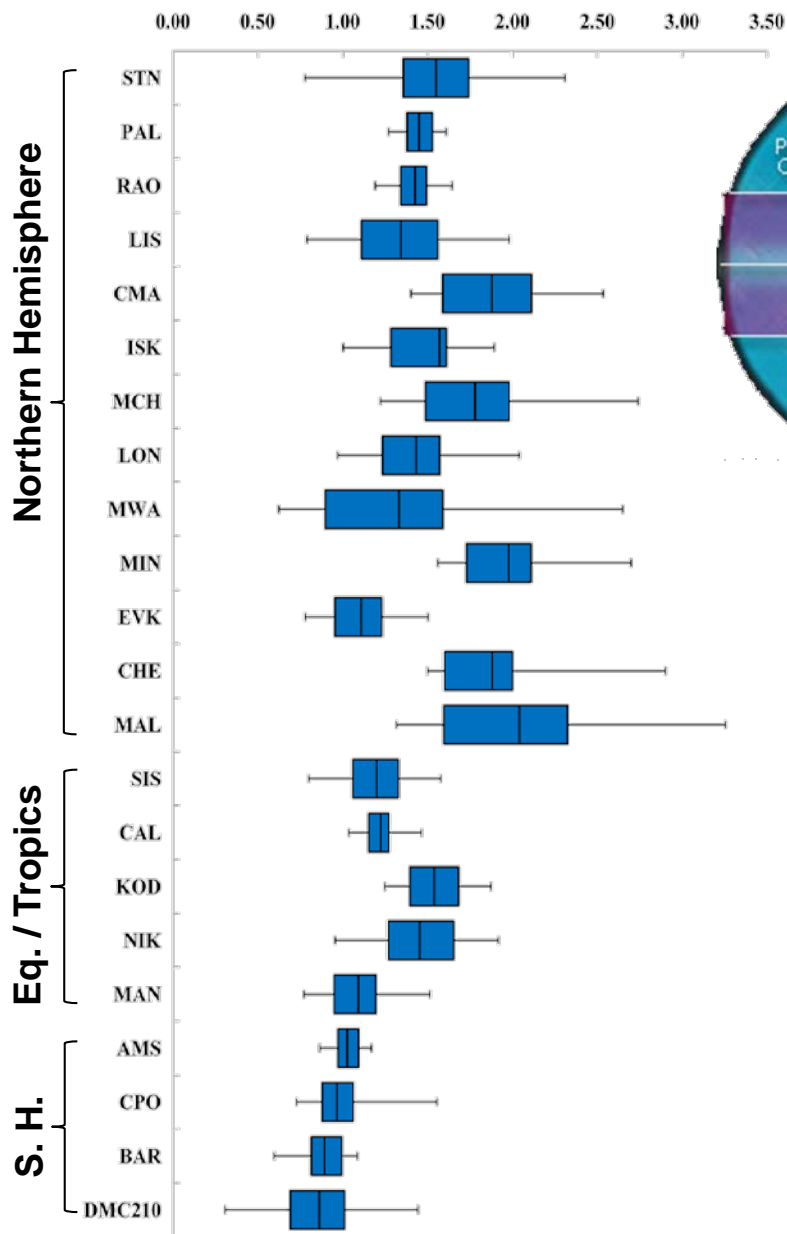 0.00 0.50 1.00 1.50 2.00 2.50 3.00 3.50
Northern Hemisphere
STN
PAL
RAO
LIS
CMA
ISK
MCH
LON
MWA
MIN
EVK
CHE
MAL
Eq. / Tropics
SIS
CAL
KOD
NIK
MAN
S. H.
AMS
CPO
BAR
DMC210